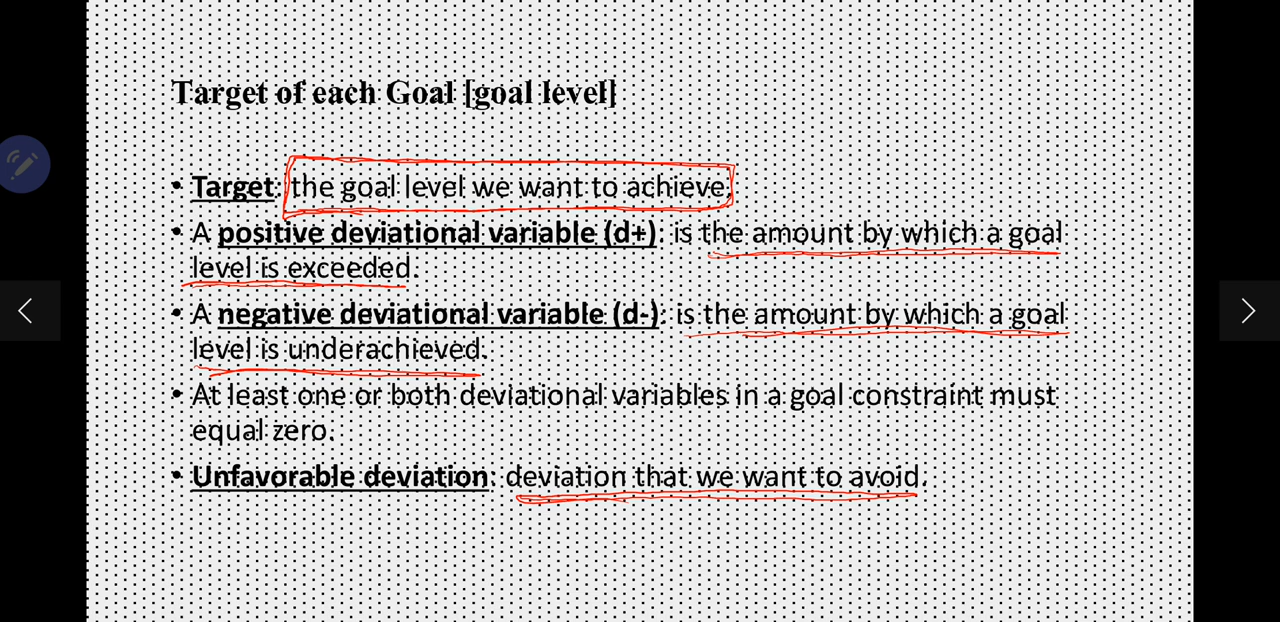 Target of each Goal [goal level]
• Target: the goal level we want to achieve.
• A positive deviational variable (d+): is the amount by which a goal
level is exceeded.
• A negative deviational variable (d-): is the amount by which a goal
level is underachieved.
• At least one or both deviational variables in a goal constraint must
equal zero.
• Unfavorable deviation: deviation that we want to avoid.